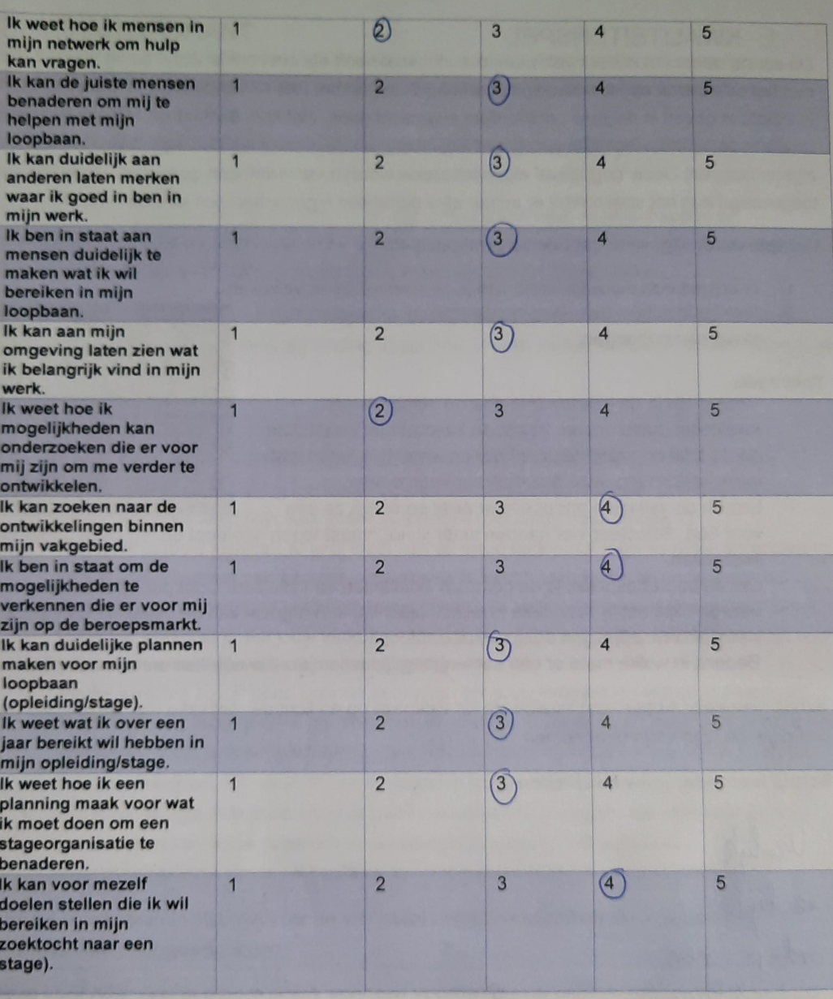 Ik weet hoe ik mensen in 1 2 3 4 5
mijn netwerk om hulp
kan vragen.
Ik kan de juiste mensen 1 2 3 4 5
benaderen om mij te
helpen met mijn
loopbaan.
Ik kan duidelijk aan 1 2 3 4 5
anderen laten merken
waar ik goed in ben in
mijn werk.
Ik ben in staat aan 1 2 3 4 5
mensen duidelijk te
maken wat ik wil
bereiken in mijn
loopbaan.
Ik kan aan mijn 1 2 3 4 5
omgeving laten zien wat
ik belangrijk vind in mijn
werk.
Ik weet hoe ik 1 2 3 4 5
mogelijkheden kan
onderzoeken die er voor
mij zijn om me verder te
ontwikkelen.
Ik kan zoeken naar de 1 2 3 4 5
ontwikkelingen binnen
mijn vakgebied.
Ik ben in staat om de 1 2 3 4 5
mogelijkheden te
verkennen die er voor mij
zijn op de beroepsmarkt.
Ik kan duidelijke plannen 1 2 3 4 5
maken voor mijn
loopbaan
(opleiding/stage).
Ik weet wat ik over een 1 2 3 4 5
jaar bereikt wil hebben in
mijn opleiding/stage.
Ik weet hoe ik een 1 2 3 4 5
planning maak voor wat
ik moet doen om een
stageorganisatie te
benaderen.
Ik kan voor mezelf 1 2 3 4 5
doelen stellen die ik wil
bereiken in mijn
zoektocht naar een
stage).